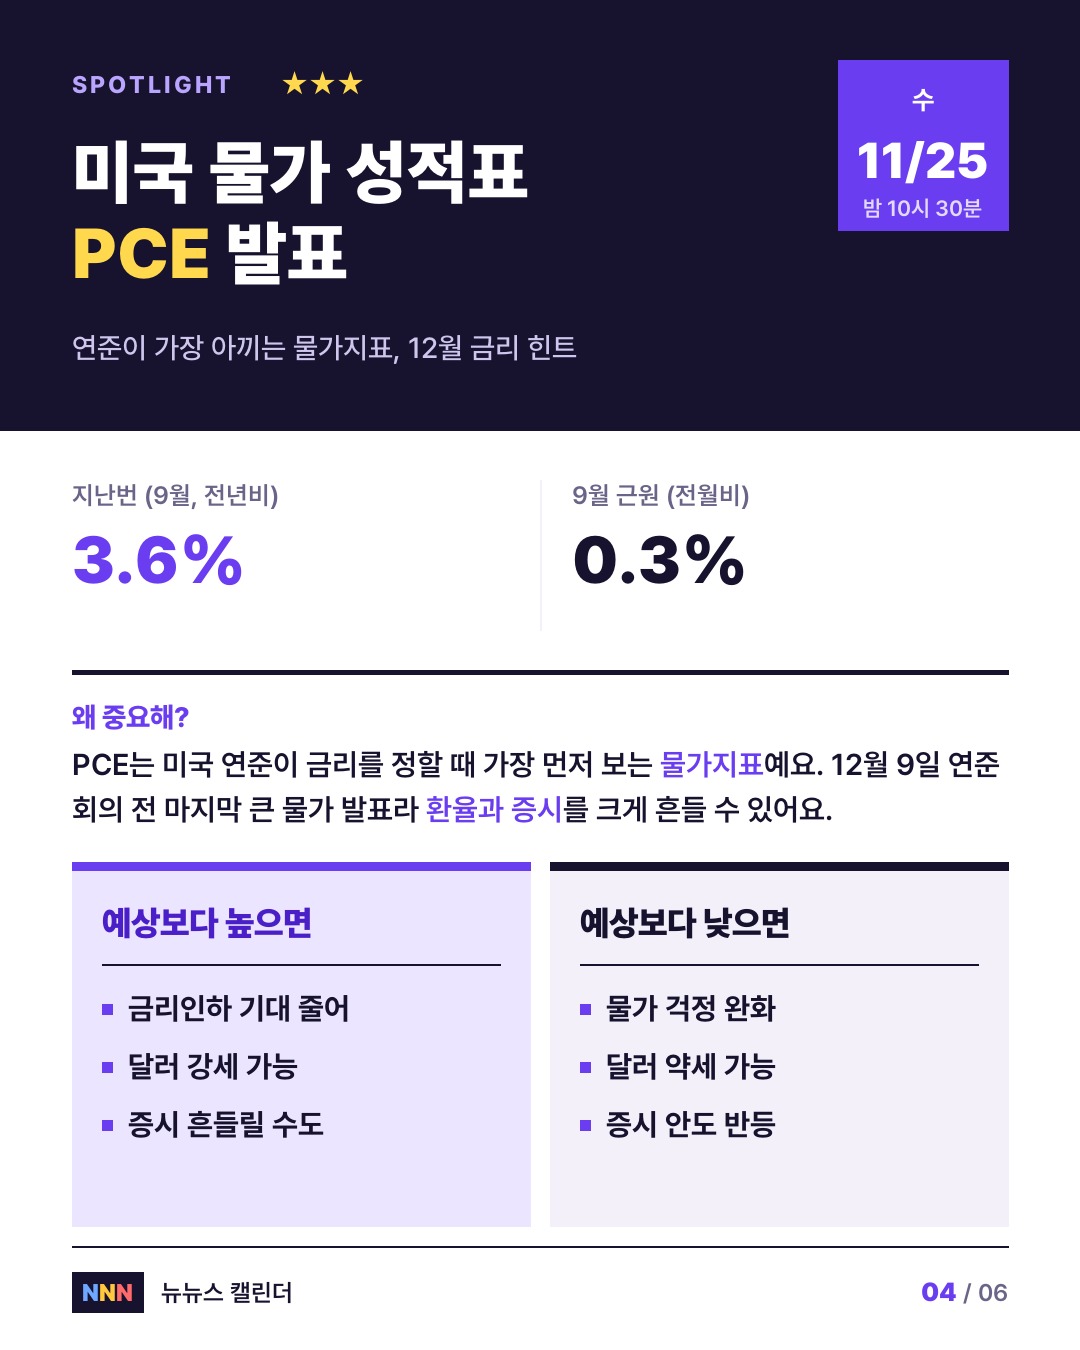 SPOTLIGHT ★★★
미국 물가 성적표
PCE 발표
연준이 가장 아끼는 물가지표, 12월 금리 힌트
수
11/25
밤 10시 30분
지난번 (9월, 전년비)
3.6%
9월 근원 (전월비)
0.3%
왜 중요해?
PCE는 미국 연준이 금리를 정할 때 가장 먼저 보는 물가지표예요. 12월 9일 연준
회의 전 마지막 큰 물가 발표라 환율과 증시를 크게 흔들 수 있어요.
예상보다 높으면
금리인하 기대 줄어
달러 강세 가능
증시 흔들릴 수도
예상보다 낮으면
물가 걱정 완화
달러 약세 가능
증시 안도 반등
NNN 뉴뉴스 캘린더
04 / 06